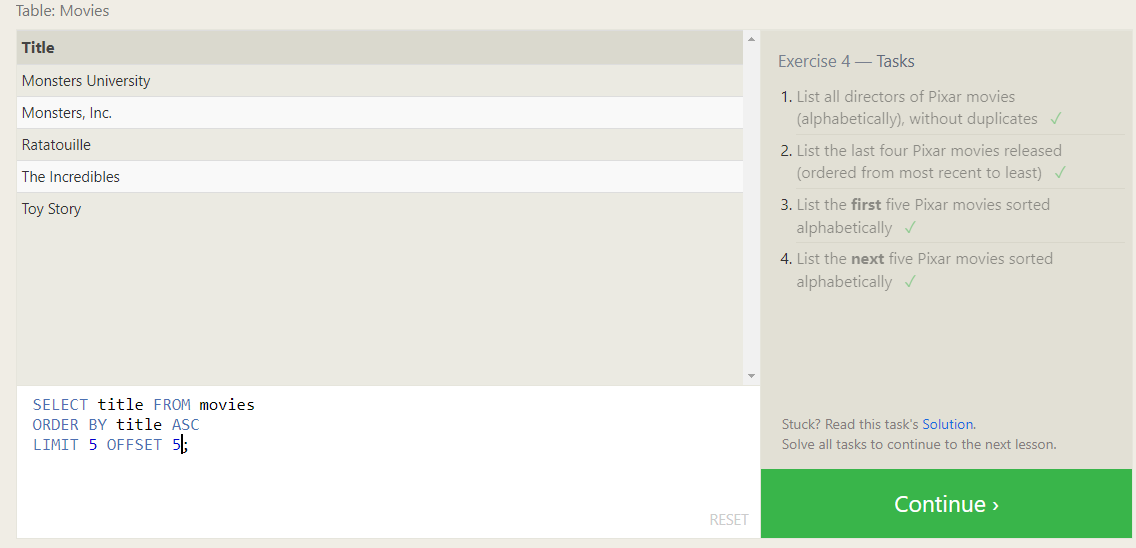 Table: Movies
Title
Monsters University
Monsters, Inc.
Ratatouille
The Incredibles
Toy Story
SELECT title FROM movies
ORDER BY title ASC
LIMIT 5 OFFSET 5;
RESET
Exercise 4 — Tasks
1. List all directors of Pixar movies
(alphabetically), without duplicates ✓
2. List the last four Pixar movies released
(ordered from most recent to least) ✓
3. List the first five Pixar movies sorted
alphabetically ✓
4. List the next five Pixar movies sorted
alphabetically ✓
Stuck? Read this task's Solution.
Solve all tasks to continue to the next lesson.
Continue ›